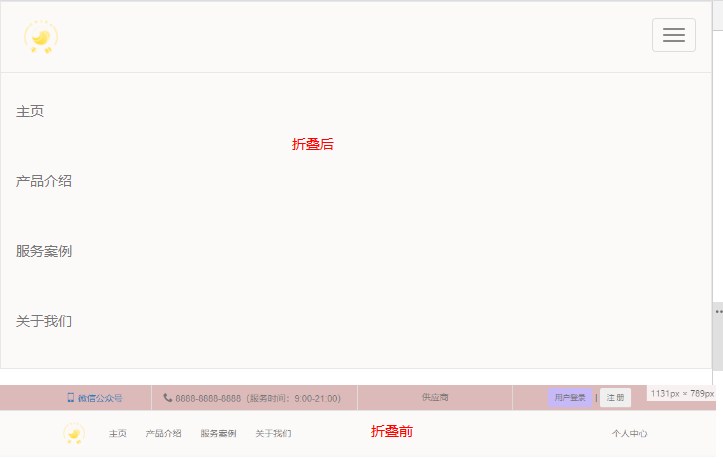 主页
折叠后
产品介绍
服务案例
关于我们
微信公众号 8888-8888-8888（服务时间：9:00-21:00） 供应商 用户登录 | 注 册 1131px × 789px
主页 产品介绍 服务案例 关于我们 折叠前 个人中心